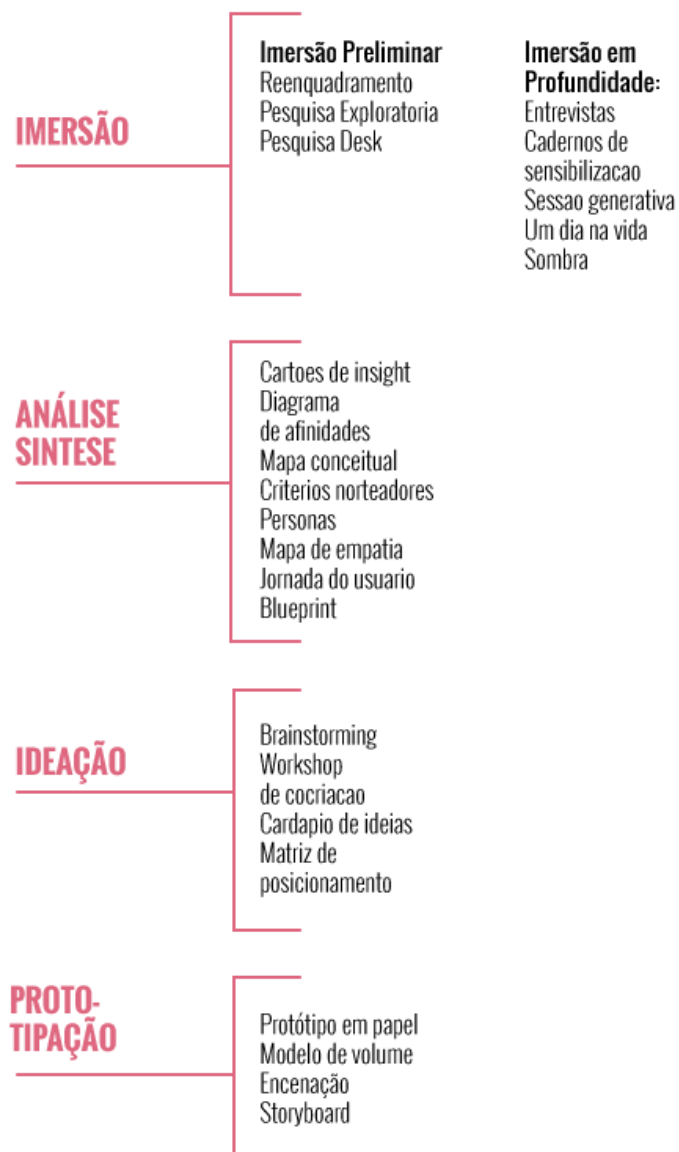 IMERSÃO
Imersão Preliminar
Reenquadramento
Pesquisa Exploratoria
Pesquisa Desk
Imersão em
Profundidade:
Entrevistas
Cadernos de
sensibilizacao
Sessao generativa
Um dia na vida
Sombra
ANÁLISE
SINTESE
Cartoes de insight
Diagrama
de afinidades
Mapa conceitual
Criterios norteadores
Personas
Mapa de empatia
Jornada do usuario
Blueprint
IDEAÇÃO
Brainstorming
Workshop
de cocriacao
Cardapio de ideias
Matriz de
posicionamento
PROTO-
TIPAÇÃO
Protótipo em papel
Modelo de volume
Encenação
Storyboard